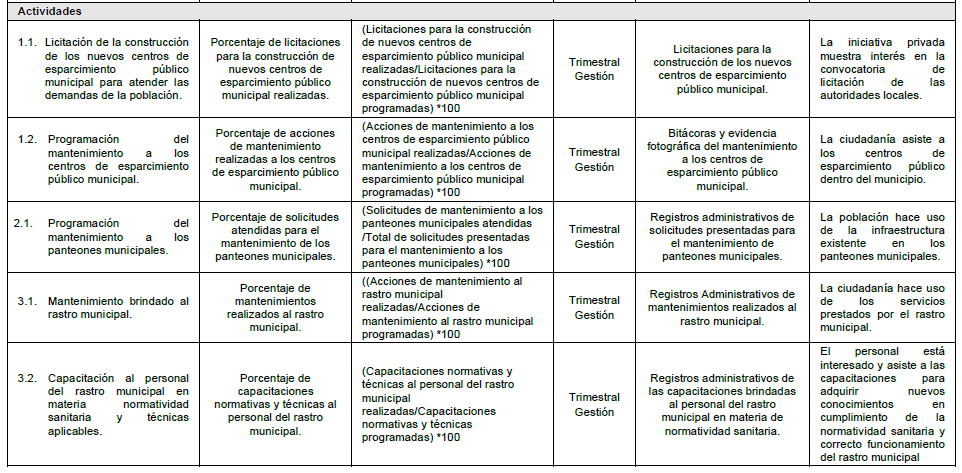 Actividades
1.1. Licitación de la construcción
de los nuevos centros de
esparcimiento público
municipal para atender las
demandas de la población.
Porcentaje de licitaciones
para la construcción de
nuevos centros de
esparcimiento público
municipal realizadas.
(Licitaciones para la construcción
de nuevos centros de
esparcimiento público municipal
realizadas/Licitaciones para la
construcción de nuevos centros de
esparcimiento público municipal
programadas) *100
Trimestral
Gestión
Licitaciones para la
construcción de los nuevos
centros de esparcimiento
público municipal.
La iniciativa privada
muestra interés en la
convocatoria de
licitación de las
autoridades locales.
1.2. Programación del
mantenimiento a los
centros de esparcimiento
público municipal.
Porcentaje de acciones
de mantenimiento
realizadas a los centros
de esparcimiento público
municipal.
(Acciones de mantenimiento a los
centros de esparcimiento público
municipal realizadas/Acciones de
mantenimiento a los centros de
esparcimiento público municipal
programadas) *100
Trimestral
Gestión
Bitácoras y evidencia
fotográfica del mantenimiento
a los centros de
esparcimiento público
municipal.
La ciudadanía asiste a
los centros de
esparcimiento público
dentro del municipio.
2.1. Programación del
mantenimiento a los
panteones municipales.
Porcentaje de solicitudes
atendidas para el
mantenimiento de los
panteones municipales.
(Solicitudes de mantenimiento a los
panteones municipales atendidas
/Total de solicitudes presentadas
para el mantenimiento a los
panteones municipales) *100
Trimestral
Gestión
Registros administrativos de
solicitudes presentadas para
el mantenimiento de
panteones municipales.
La población hace uso
de la infraestructura
existente en los
panteones municipales.
3.1. Mantenimiento brindado al
rastro municipal.
Porcentaje de
mantenimientos
realizados al rastro
municipal.
((Acciones de mantenimiento al
rastro municipal
realizadas/Acciones de
mantenimiento al rastro municipal
programadas) *100
Trimestral
Gestión
Registros Administrativos de
mantenimientos realizados al
rastro municipal.
La ciudadanía hace uso
de los servicios
prestados por el rastro
municipal.
3.2. Capacitación al personal
del rastro municipal en
materia normatividad
sanitaria y técnicas
aplicables.
Porcentaje de
capacitaciones
normativas y técnicas al
personal del rastro
municipal.
(Capacitaciones normativas y
técnicas al personal del rastro
municipal
realizadas/Capacitaciones
normativas y técnicas
programadas) *100
Trimestral
Gestión
Registros administrativos de
las capacitaciones brindadas
al personal del rastro
municipal en materia de
normatividad sanitaria.
El personal está
interesado y asiste a las
capacitaciones para
adquirir nuevos
conocimientos en
cumplimiento de la
normatividad sanitaria y
correcto funcionamiento
del rastro municipal